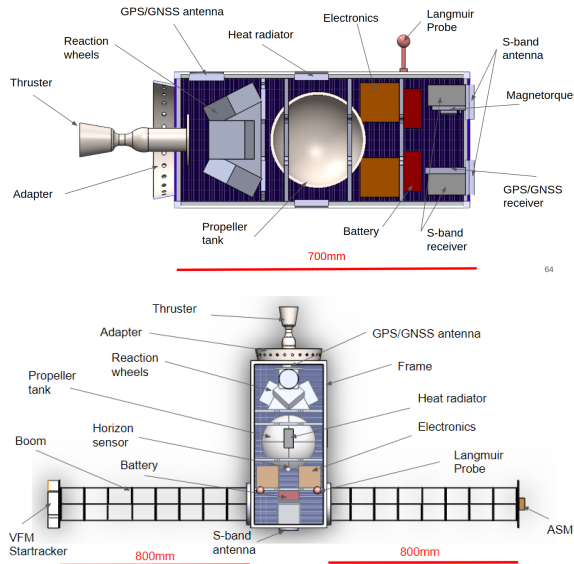 GPS/GNSS antenna
Electronics
Langmuir
Probe
Reaction
wheels
Heat radiator
S-band
antenna
Thruster
Magnetorque
Adapter
GPS/GNSS
receiver
Propeller
tank
Battery
S-band
receiver
700mm
64
Thruster
Adapter
GPS/GNSS antenna
Reaction
wheels
Frame
Propeller
tank
Heat radiator
Horizon
sensor
Electronics
Boom
Battery
Langmuir
Probe
VFM
Startracker
S-band
antenna
ASM
800mm
800mm